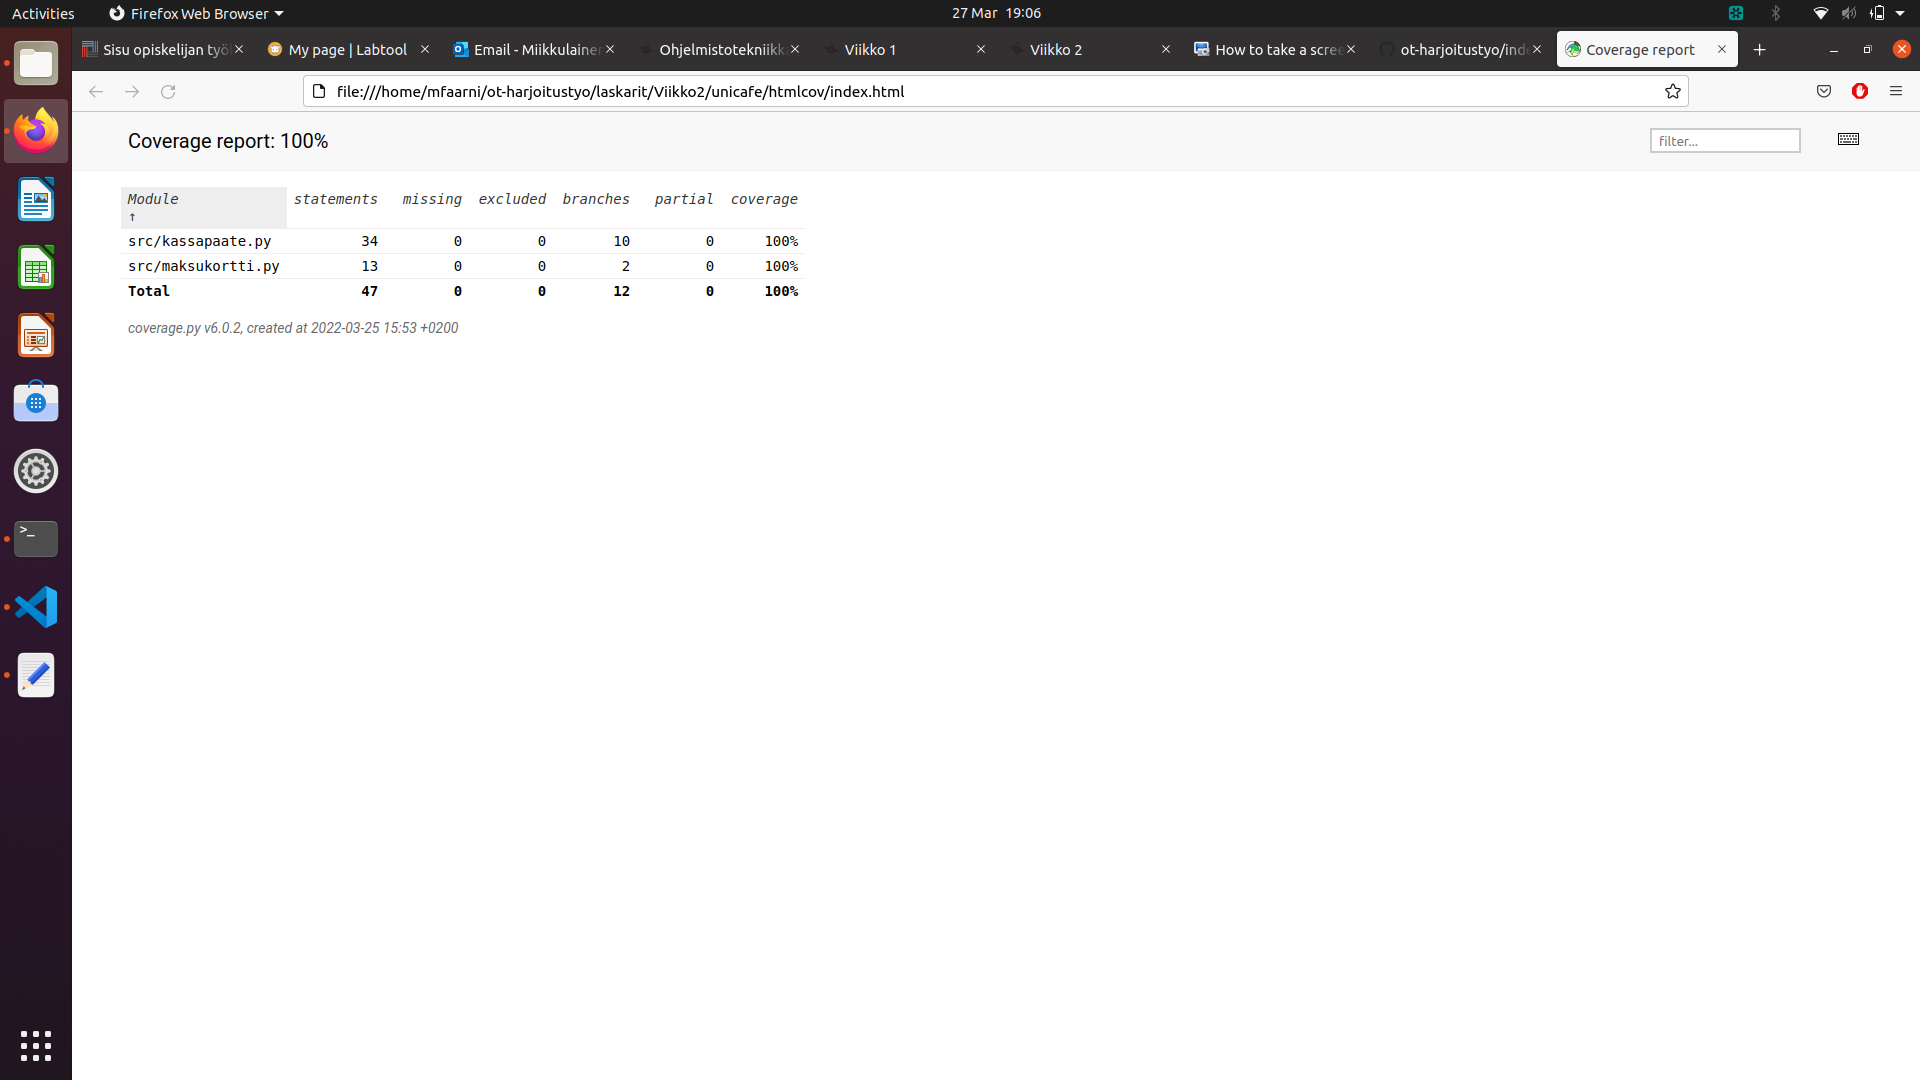 Activities
Firefox Web Browser
27 Mar 19:06
Sisu opiskelijan työ
My page | Labtool
Email - Miikkulainen
Ohjelmistotekniikk
Viikko 1
Viikko 2
How to take a scree
ot-harjoitustyo/inde
Coverage report
file:///home/mfaarni/ot-harjoitustyo/laskarit/Viikko2/unicafe/htmlcov/index.html
Coverage report: 100%
filter...
Module ↑ statements missing excluded branches partial coverage
src/kassapaate.py 34 0 0 10 0 100%
src/maksukortti.py 13 0 0 2 0 100%
Total 47 0 0 12 0 100%
coverage.py v6.0.2, created at 2022-03-25 15:53 +0200